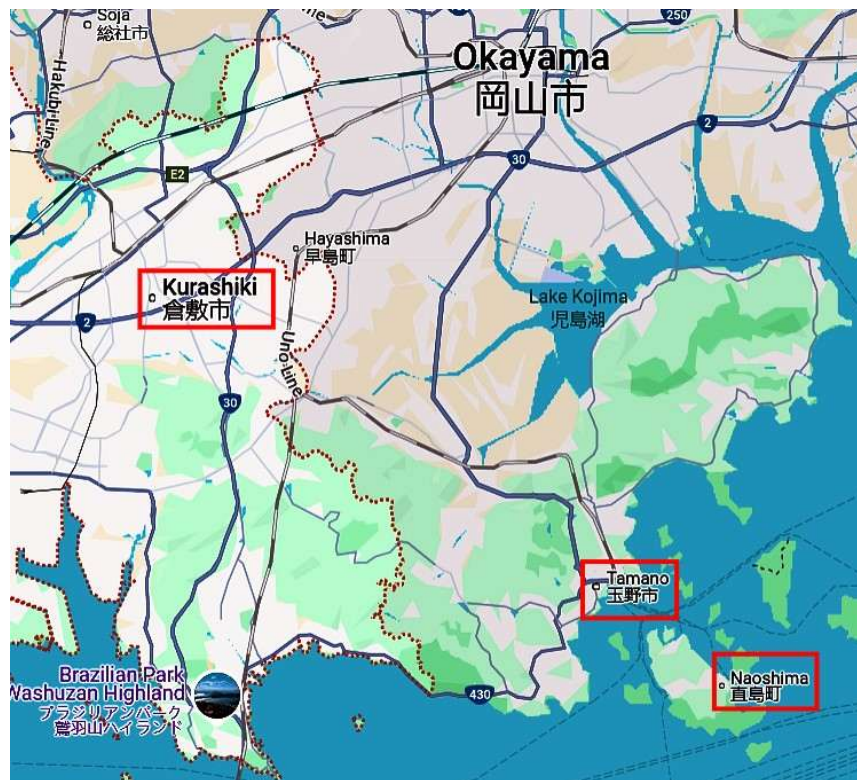 Soja
総社市
Line
250
Okayama
岡山市
Hakubi Line
2
E2
30
Hayashima
早島町
Kurashiki
倉敷市
Lake Kojima
児島湖
2
Uno Line
30
Tamano
玉野市
Brazilian Park
Washuzan Highland
ブラジリアンパーク
鷲羽山ハイランド
430
Naoshima
直島町